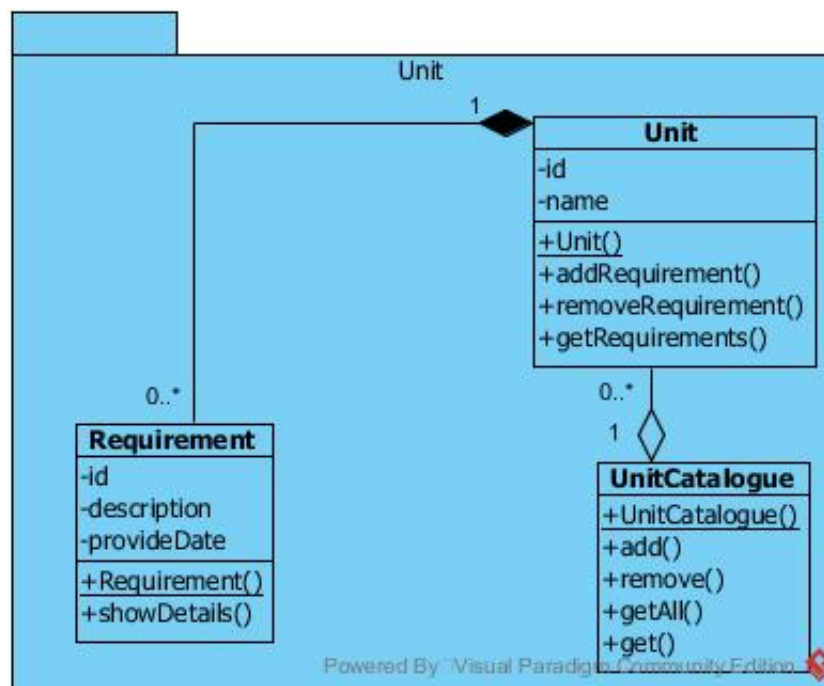 Unit
1
Unit
-id
-name
+Unit()
+addRequirement()
+removeRequirement()
+getRequirements()
0..*
0..*
1
Requirement
-id
-description
-provideDate
+Requirement()
+showDetails()
UnitCatalogue
+UnitCatalogue()
+add()
+remove()
+getAll()
+get()
Powered By Visual Paradigm Community Edition